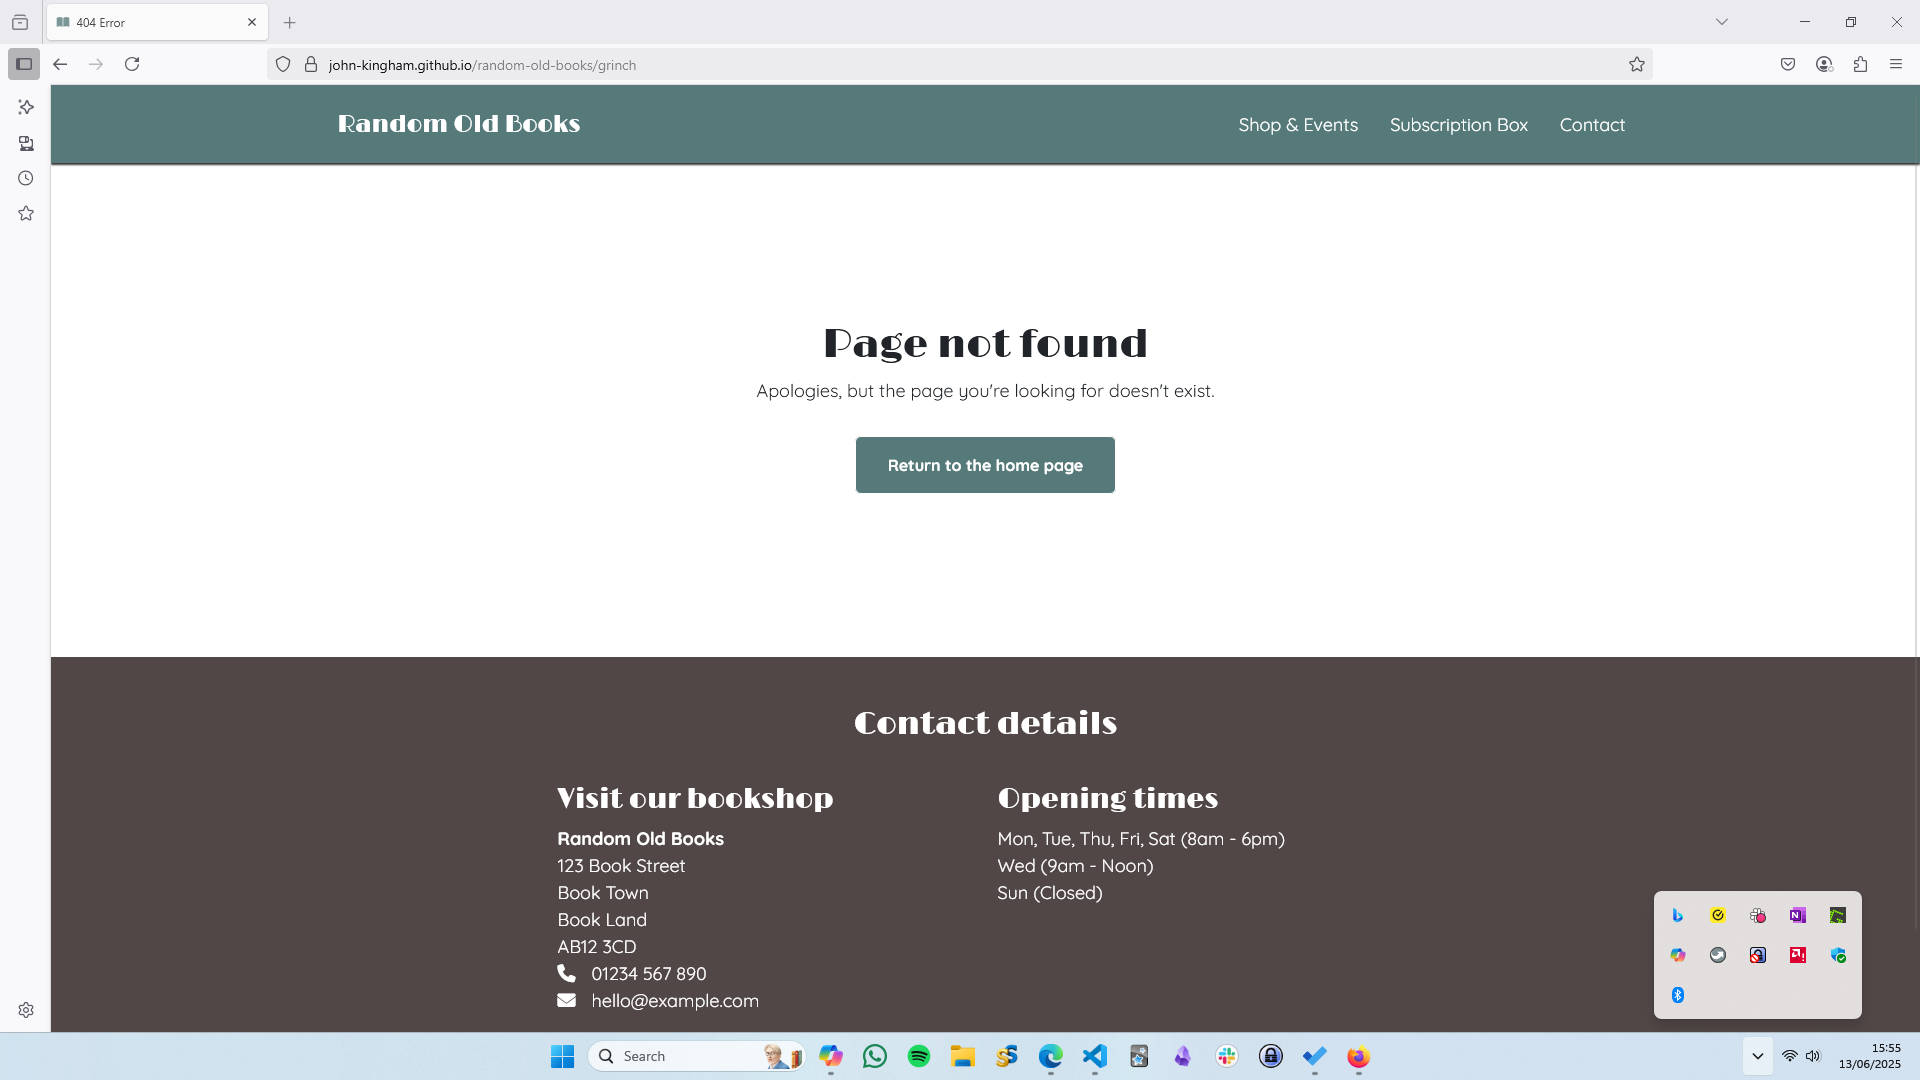 404 Error
john-kingham.github.io/random-old-books/grinch
Random Old Books
Shop & Events
Subscription Box
Contact
Page not found
Apologies, but the page you're looking for doesn't exist.
Return to the home page
Contact details
Visit our bookshop
Random Old Books
123 Book Street
Book Town
Book Land
AB12 3CD
01234 567 890
hello@example.com
Opening times
Mon, Tue, Thu, Fri, Sat (8am - 6pm)
Wed (9am - Noon)
Sun (Closed)
Search
15:55
13/06/2025